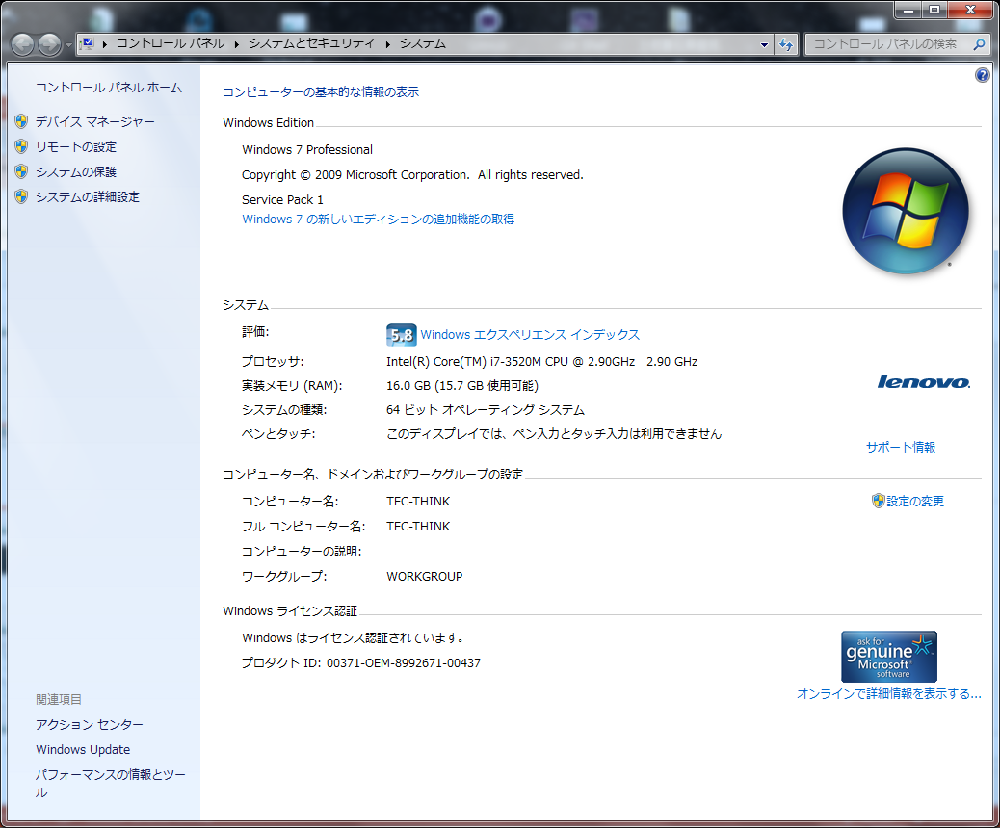 コントロール パネル ▸ システムとセキュリティ ▸ システム
コントロール パネルの検索
コントロール パネル ホーム
デバイス マネージャー
リモートの設定
システムの保護
システムの詳細設定
コンピューターの基本的な情報の表示
Windows Edition
Windows 7 Professional
Copyright © 2009 Microsoft Corporation.  All rights reserved.
Service Pack 1
Windows 7 の新しいエディションの追加機能の取得
システム
評価: 5.8 Windows エクスペリエンス インデックス
プロセッサ: Intel(R) Core(TM) i7-3520M CPU @ 2.90GHz   2.90 GHz
実装メモリ (RAM): 16.0 GB (15.7 GB 使用可能)
システムの種類: 64 ビット オペレーティング システム
ペンとタッチ: このディスプレイでは、ペン入力とタッチ入力は利用できません
lenovo.
サポート情報
コンピューター名、ドメインおよびワークグループの設定
コンピューター名: TEC-THINK
設定の変更
フル コンピューター名: TEC-THINK
コンピューターの説明:
ワークグループ: WORKGROUP
Windows ライセンス認証
Windows はライセンス認証されています。
プロダクト ID: 00371-OEM-8992671-00437
ask for
genuine
Microsoft®
software
オンラインで詳細情報を表示する...
関連項目
アクション センター
Windows Update
パフォーマンスの情報とツー
ル